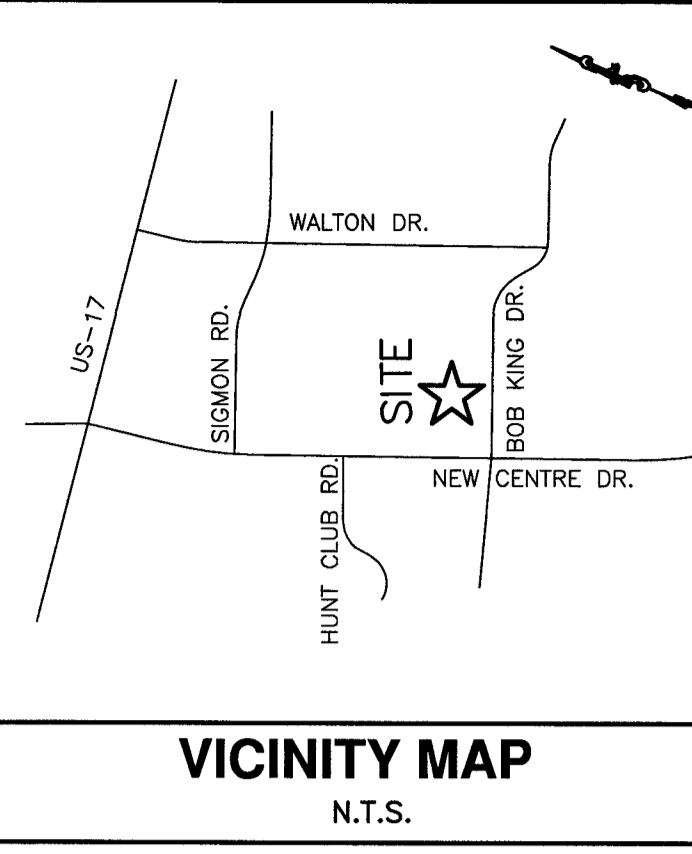 WALTON DR.
US-17
SIGMON RD.
SITE
BOB KING DR.
NEW CENTRE DR.
HUNT CLUB RD.
VICINITY MAP
N.T.S.